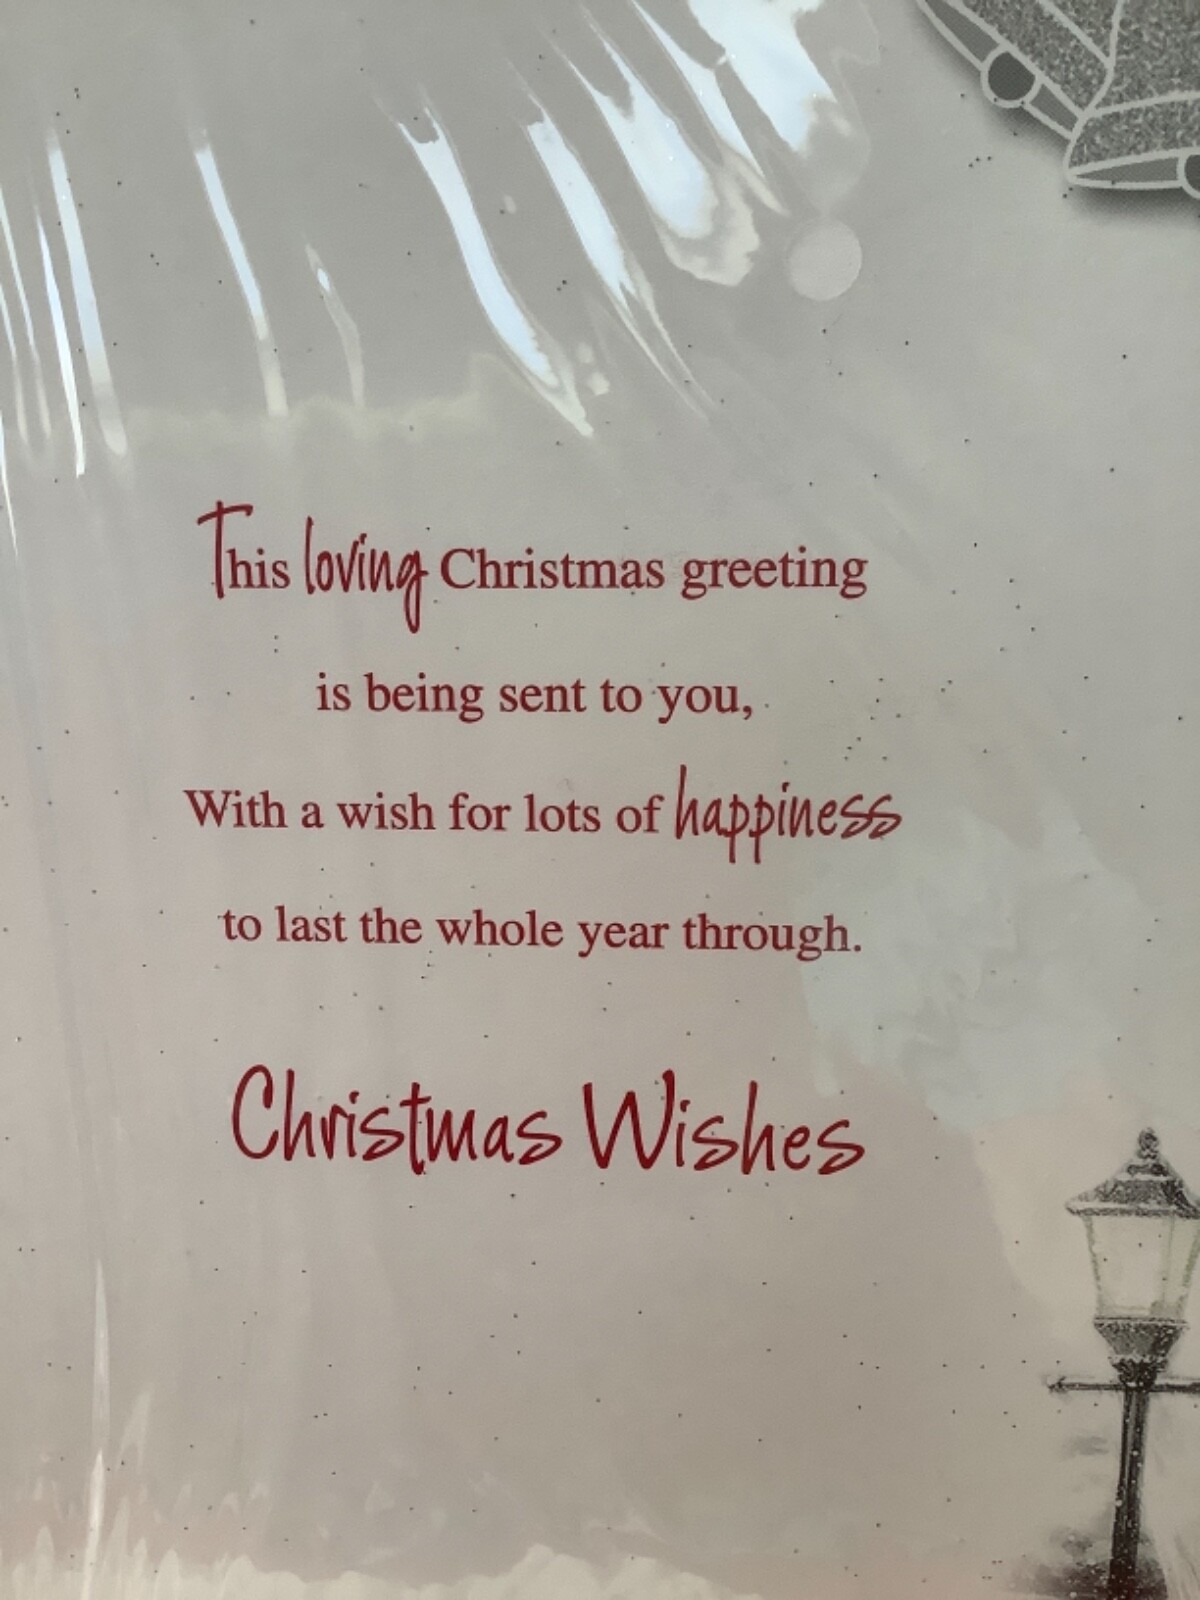 This loving Christmas greeting
is being sent to you,
With a wish for lots of happiness
to last the whole year through.
Christmas Wishes